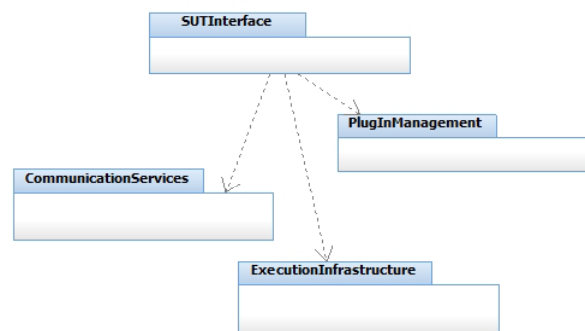 SUTInterface
PlugInManagement
CommunicationServices
ExecutionInfrastructure